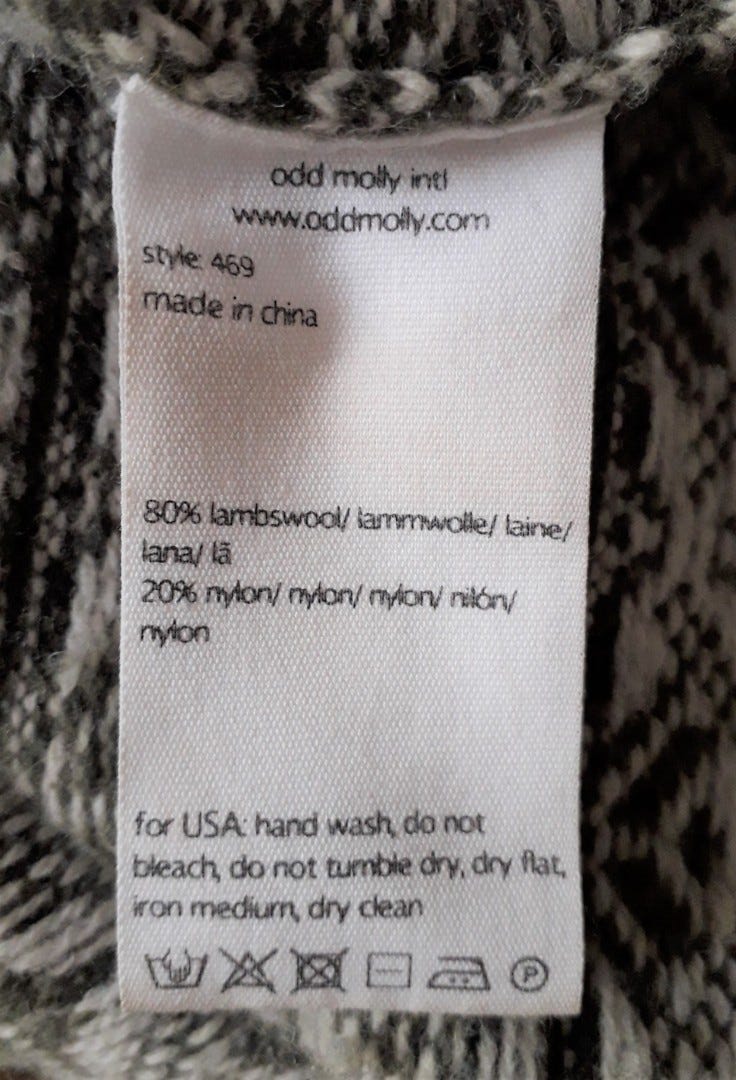 odd molly intl
www.oddmolly.com
style: 469
made in china
80% lambswool/ lammwolle/ laine/
lana/ lã
20% nylon/ nylon/ nylon/ nilón/
nylon
for USA: hand wash, do not
bleach, do not tumble dry, dry flat,
iron medium, dry clean
P